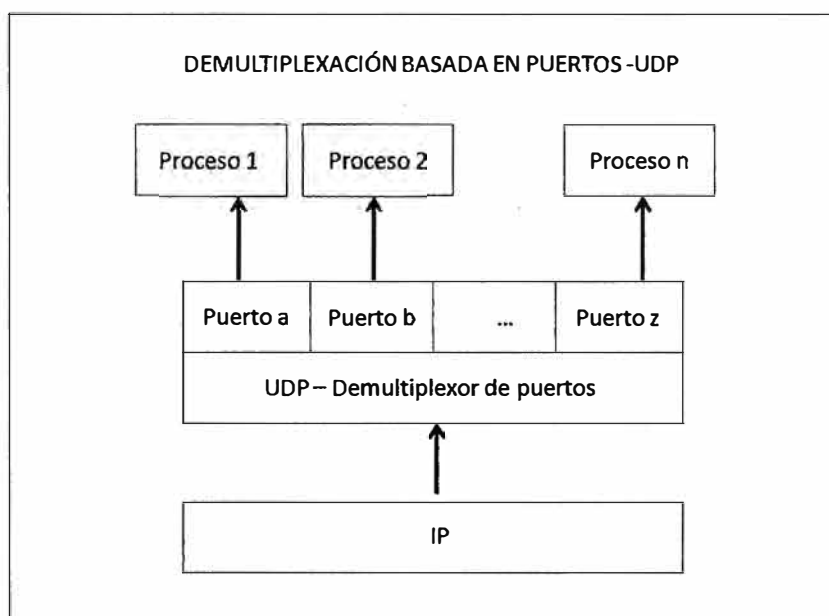 DEMULTIPLEXACIÓN BASADA EN PUERTOS -UDP
Proceso 1
Proceso 2
Proceso n
Puerto a
Puerto b
...
Puerto z
UDP – Demultiplexor de puertos
IP